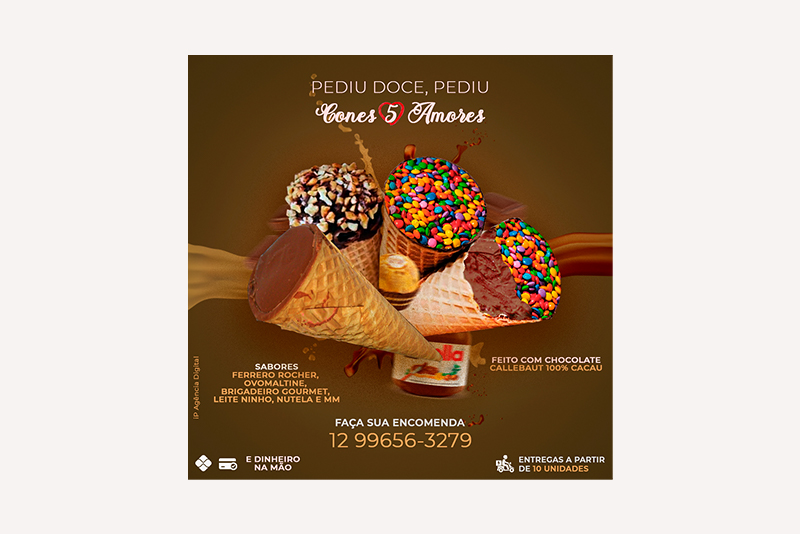 PEDIU DOCE, PEDIU
Cones 5 Amores
SABORES
FERRERO ROCHER,
OVOMALTINE,
BRIGADEIRO GOURMET,
LEITE NINHO, NUTELA E MM
FEITO COM CHOCOLATE
CALLEBAUT 100% CACAU
FAÇA SUA ENCOMENDA
12 99656-3279
E DINHEIRO
NA MÃO
ENTREGAS A PARTIR
DE 10 UNIDADES
IP Agência Digital